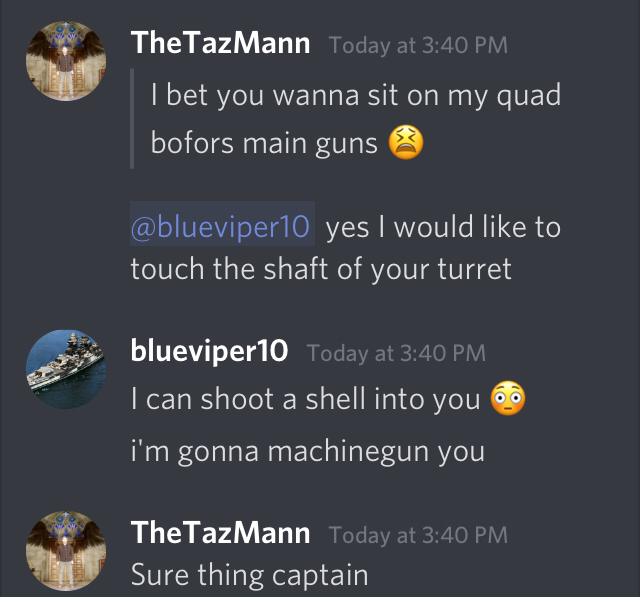 TheTazMann Today at 3:40 PM
I bet you wanna sit on my quad
bofors main guns 😫
@blueviper10 yes I would like to
touch the shaft of your turret
blueviper10 Today at 3:40 PM
I can shoot a shell into you 😳
i'm gonna machinegun you
TheTazMann Today at 3:40 PM
Sure thing captain